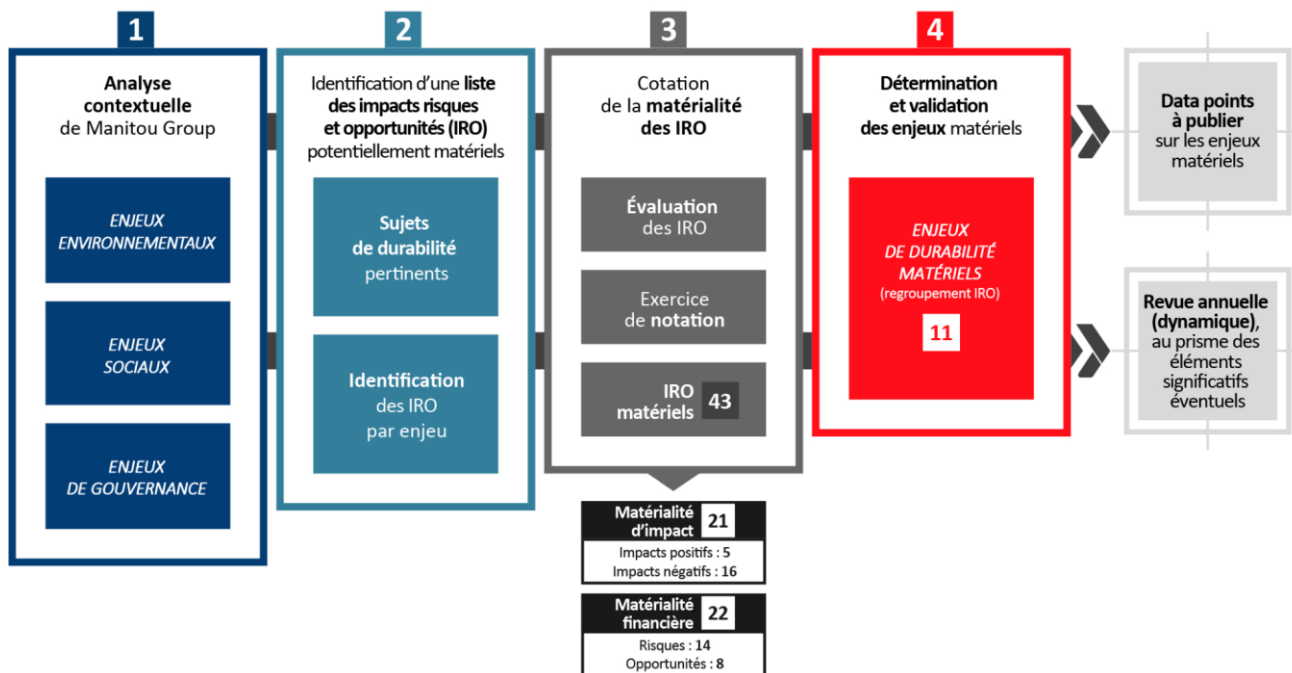 1
Analyse
contextuelle
de Manitou Group
ENJEUX
ENVIRONNEMENTAUX
ENJEUX
SOCIAUX
ENJEUX
DE GOUVERNANCE
2
Identification d’une liste
des impacts risques
et opportunités (IRO)
potentiellement matériels
Sujets
de durabilité
pertinents
Identification
des IRO
par enjeu
3
Cotation
de la matérialité
des IRO
Évaluation
des IRO
Exercice
de notation
IRO
matériels 43
Matérialité
d’impact 21
Impacts positifs : 5
Impacts négatifs : 16
Matérialité
financière 22
Risques : 14
Opportunités : 8
4
Détermination
et validation
des enjeux matériels
ENJEUX
DE DURABILITÉ
MATÉRIELS
(regroupement IRO)
11
Data points
à publier
sur les enjeux
matériels
Revue annuelle
(dynamique),
au prisme des
éléments
significatifs
éventuels